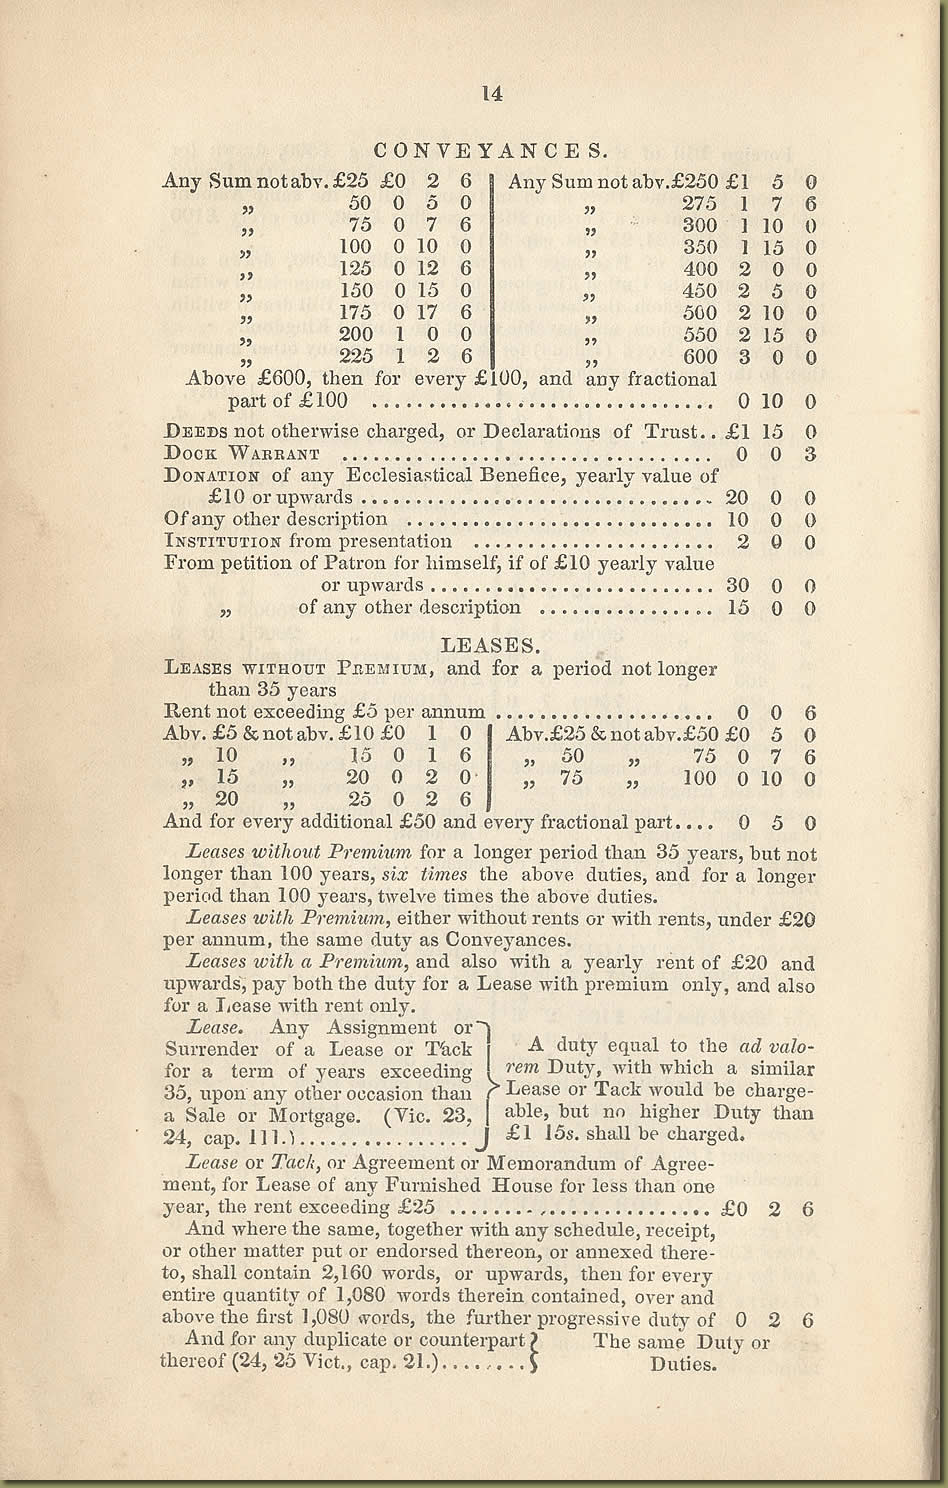 14
CONVEYANCES.
Any Sum not abv. £25 £0 2 6 Any Sum not abv. £250 £1 5 0
„ 50 0 5 0 „ 275 1 7 6
„ 75 0 7 6 „ 300 1 10 0
„ 100 0 10 0 „ 350 1 15 0
„ 125 0 12 6 „ 400 2 0 0
„ 150 0 15 0 „ 450 2 5 0
„ 175 0 17 6 „ 500 2 10 0
„ 200 1 0 0 „ 550 2 15 0
„ 225 1 2 6 „ 600 3 0 0
Above £600, then for every £100, and any fractional
part of £100 ................................ 0 10 0
DEEDS not otherwise charged, or Declarations of Trust.. £1 15 0
DOCK WARRANT .................................. 0 0 3
DONATION of any Ecclesiastical Benefice, yearly value of
£10 or upwards ................................ 20 0 0
Of any other description ............................ 10 0 0
INSTITUTION from presentation ...................... 2 0 0
From petition of Patron for himself, if of £10 yearly value
or upwards .......................... 30 0 0
„ of any other description ................ 15 0 0
LEASES.
LEASES WITHOUT PREMIUM, and for a period not longer
than 35 years
Rent not exceeding £5 per annum .................... 0 0 6
Abv. £5 & not abv. £10 £0 1 0 Abv. £25 & not abv. £50 £0 5 0
„ 10 „ 15 0 1 6 „ 50 „ 75 0 7 6
„ 15 „ 20 0 2 0 „ 75 „ 100 0 10 0
„ 20 „ 25 0 2 6
And for every additional £50 and every fractional part.... 0 5 0
Leases without Premium for a longer period than 35 years, but not
longer than 100 years, six times the above duties, and for a longer
period than 100 years, twelve times the above duties.
Leases with Premium, either without rents or with rents, under £20
per annum, the same duty as Conveyances.
Leases with a Premium, and also with a yearly rent of £20 and
upwards, pay both the duty for a Lease with premium only, and also
for a Lease with rent only.
Lease. Any Assignment or
Surrender of a Lease or Tack
for a term of years exceeding
35, upon any other occasion than
a Sale or Mortgage. (Vic. 23,
24, cap. 111.)................
A duty equal to the ad valo-
rem Duty, with which a similar
Lease or Tack would be charge-
able, but no higher Duty than
£1 15s. shall be charged.
Lease or Tack, or Agreement or Memorandum of Agree-
ment, for Lease of any Furnished House for less than one
year, the rent exceeding £25 ........................ £0 2 6
And where the same, together with any schedule, receipt,
or other matter put or endorsed thereon, or annexed there-
to, shall contain 2,160 words, or upwards, then for every
entire quantity of 1,080 words therein contained, over and
above the first 1,080 words, the further progressive duty of 0 2 6
And for any duplicate or counterpart The same Duty or
thereof (24, 25 Vict., cap. 21.)........ Duties.